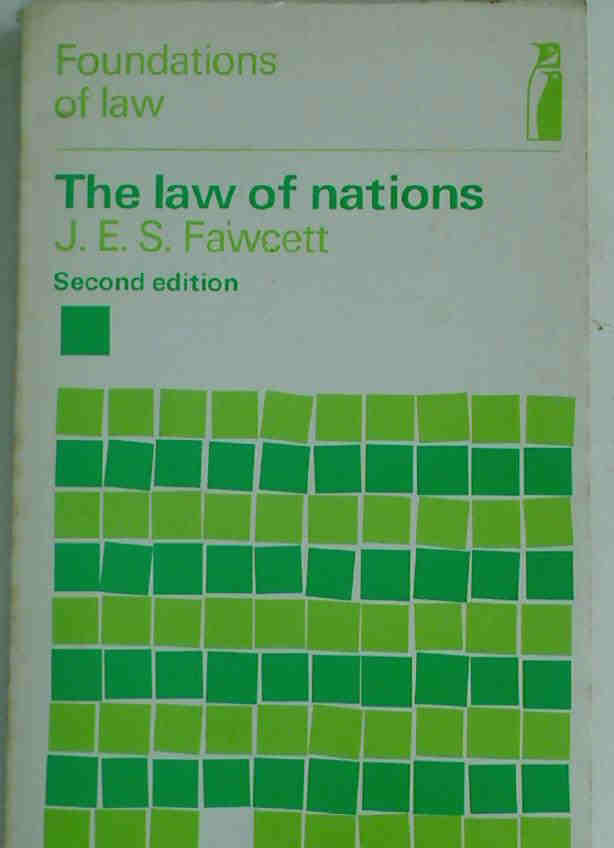 Foundations
of law
The law of nations
J. E. S. Fawcett
Second edition